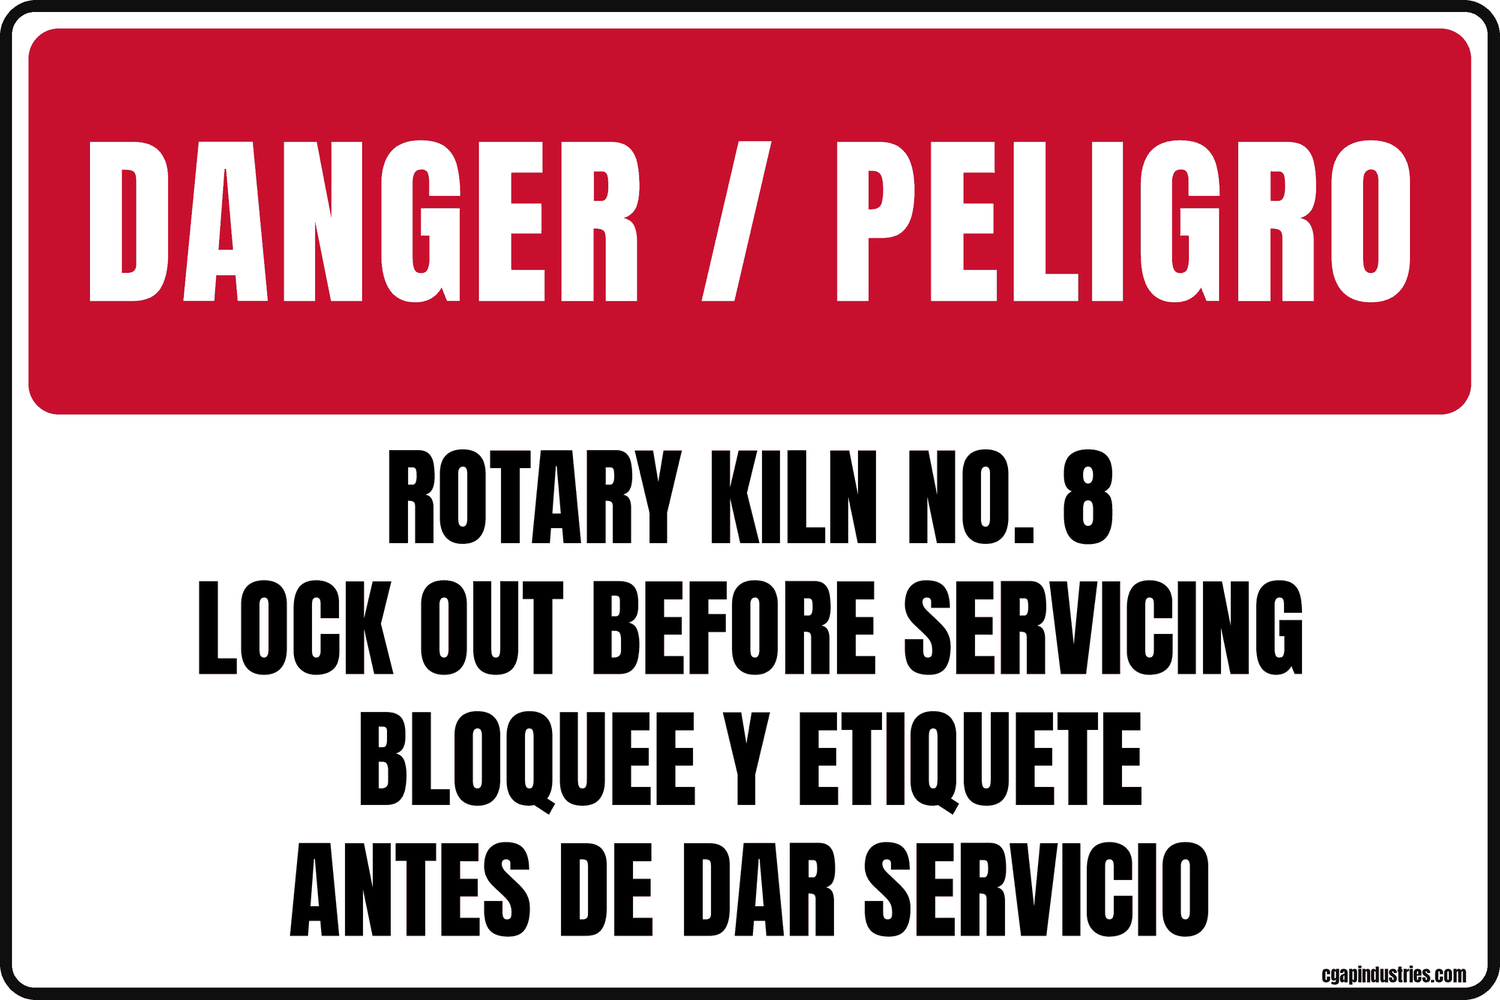 DANGER / PELIGRO
ROTARY KILN NO. 8
LOCK OUT BEFORE SERVICING
BLOQUEE Y ETIQUETE
ANTES DE DAR SERVICIO
cgapindustries.com